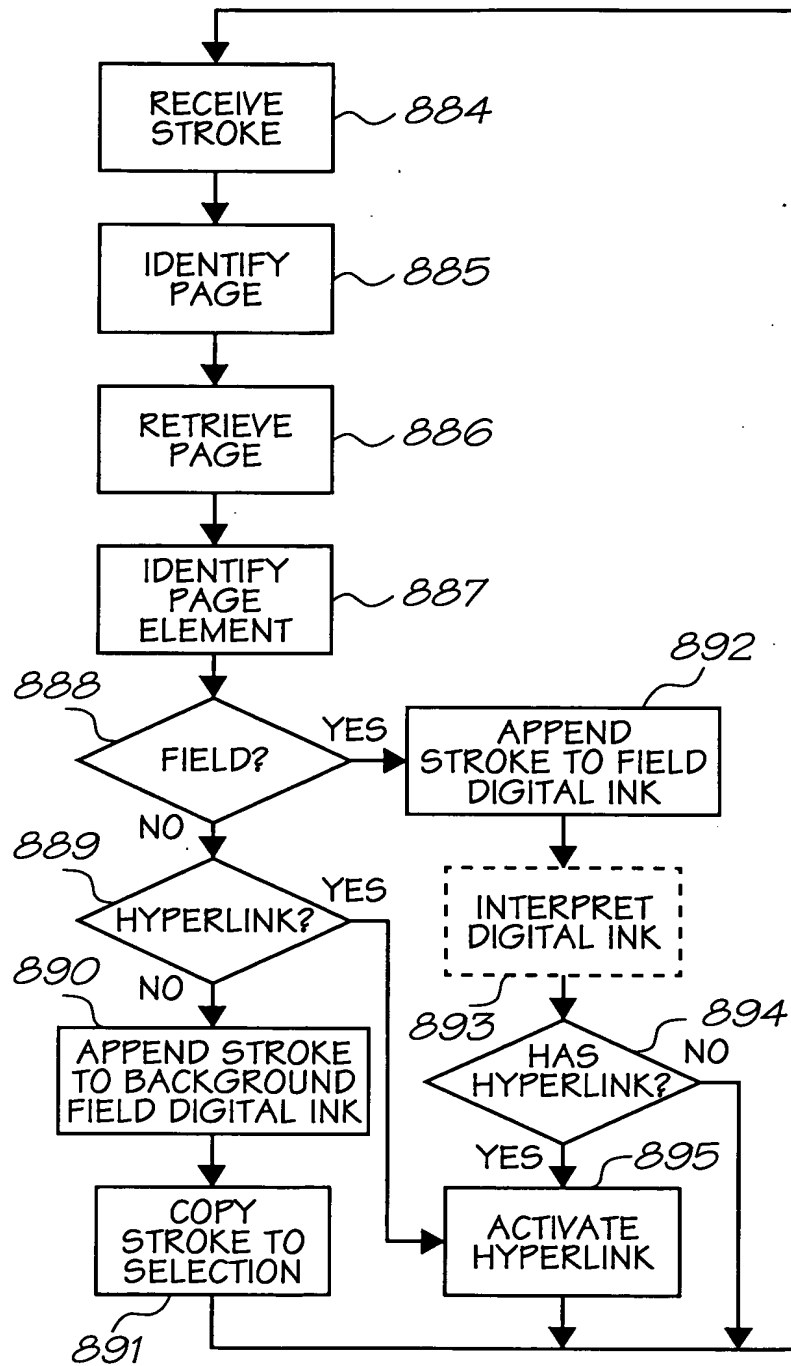 RECEIVE
STROKE
884
IDENTIFY
PAGE
885
RETRIEVE
PAGE
886
IDENTIFY
PAGE
ELEMENT
887
888
FIELD?
YES
NO
892
APPEND
STROKE TO FIELD
DIGITAL INK
889
HYPERLINK?
YES
NO
INTERPRET
DIGITAL INK
893
890
APPEND STROKE
TO BACKGROUND
FIELD DIGITAL INK
894
HAS
HYPERLINK?
NO
YES
COPY
STROKE TO
SELECTION
891
895
ACTIVATE
HYPERLINK